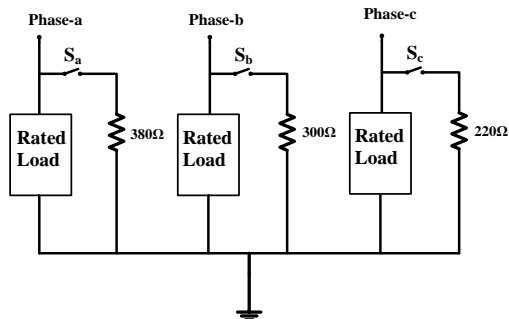 Phase-a
Phase-b
Phase-c
Sa
Sb
Sc
Rated
Load
380Ω
Rated
Load
300Ω
Rated
Load
220Ω